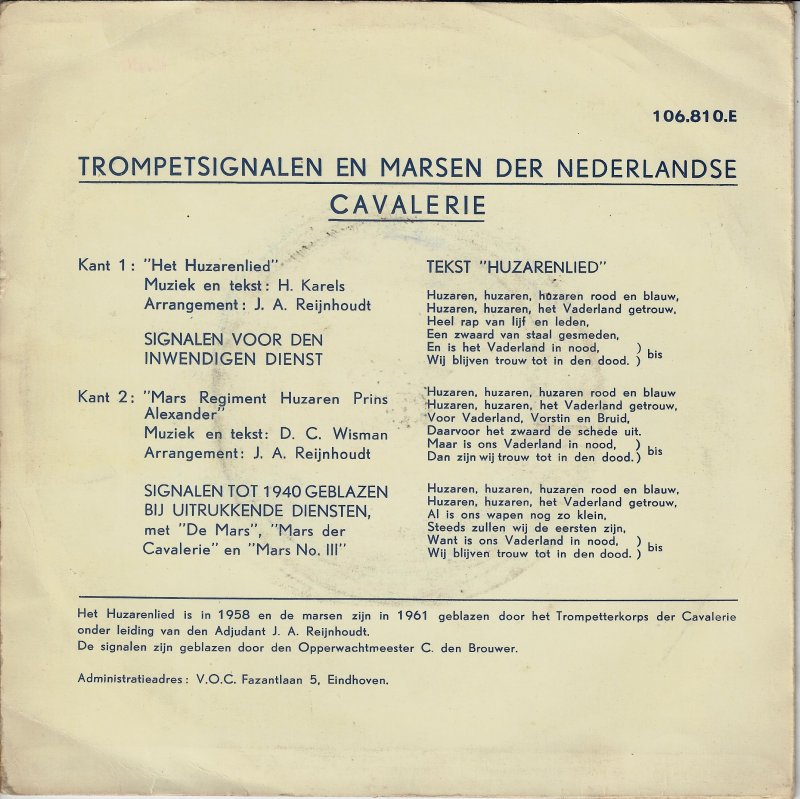 106.810.E
TROMPETSIGNALEN EN MARSEN DER NEDERLANDSE
CAVALERIE
Kant 1: "Het Huzarenlied"
Muziek en tekst: H. Karels
Arrangement: J. A. Reijnhoudt
SIGNALEN VOOR DEN
INWENDIGEN DIENST
Kant 2: "Mars Regiment Huzaren Prins
Alexander"
Muziek en tekst: D. C. Wisman
Arrangement: J. A. Reijnhoudt
SIGNALEN TOT 1940 GEBLAZEN
BIJ UITRUKKENDE DIENSTEN,
met "De Mars", "Mars der
Cavalerie" en "Mars No. III"
TEKST "HUZARENLIED"
Huzaren, huzaren, huzaren rood en blauw,
Huzaren, huzaren, het Vaderland getrouw,
Heel rap van lijf en leden,
Een zwaard van staal gesmeden,
En is het Vaderland in nood, )
Wij blijven trouw tot in den dood. ) bis
Huzaren, huzaren, huzaren rood en blauw
Huzaren, huzaren, het Vaderland getrouw,
Voor Vaderland, Vorstin en Bruid,
Daarvoor het zwaard de schede uit.
Maar is ons Vaderland in nood, )
Dan zijn wij trouw tot in den dood. ) bis
Huzaren, huzaren, huzaren rood en blauw,
Huzaren, huzaren, het Vaderland getrouw,
Al is ons wapen nog zo klein,
Steeds zullen wij de eersten zijn,
Want is ons Vaderland in nood, )
Wij blijven trouw tot in den dood. ) bis
Het Huzarenlied is in 1958 en de marsen zijn in 1961 geblazen door het Trompetterkorps der Cavalerie
onder leiding van den Adjudant J. A. Reijnhoudt.
De signalen zijn geblazen door den Opperwachtmeester C. den Brouwer.
Administratieadres: V.O.C. Fazantlaan 5, Eindhoven.